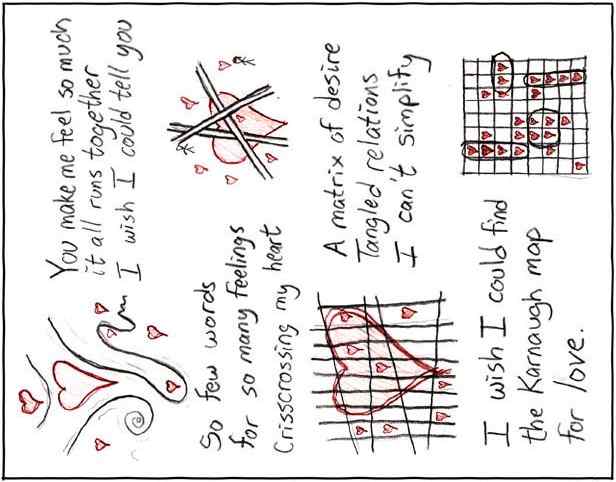 You make me feel so much
it all runs together
I wish I could tell you
So few words
for so many feelings
Crisscrossing my heart
A matrix of desire
Tangled relations
I can't simplify
I wish I could find
the Karnaugh map
for love.